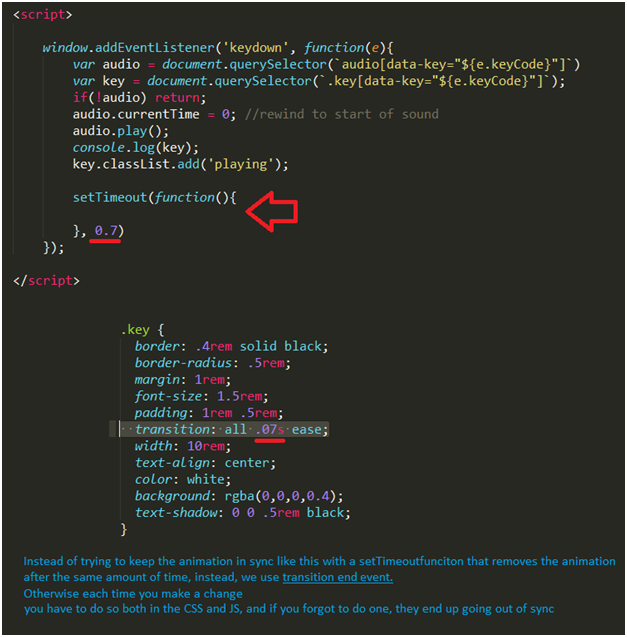 <script>
window.addEventListener('keydown', function(e){
var audio = document.querySelector(`audio[data-key="${e.keyCode}"]`)
var key = document.querySelector(`.key[data-key="${e.keyCode}"]`);
if(!audio) return;
audio.currentTime = 0; //rewind to start of sound
audio.play();
console.log(key);
key.classList.add('playing');
setTimeout(function(){
}, 0.7)
});
</script>
.key {
border: .4rem solid black;
border-radius: .5rem;
margin: 1rem;
font-size: 1.5rem;
padding: 1rem .5rem;
transition: all .07s ease;
width: 10rem;
text-align: center;
color: white;
background: rgba(0,0,0,0.4);
text-shadow: 0 0 .5rem black;
}
Instead of trying to keep the animation in sync like this with a setTimeoutfunciton that removes the animation
after the same amount of time, instead, we use transition end event.
Otherwise each time you make a change
you have to do so both in the CSS and JS, and if you forgot to do one, they end up going out of sync